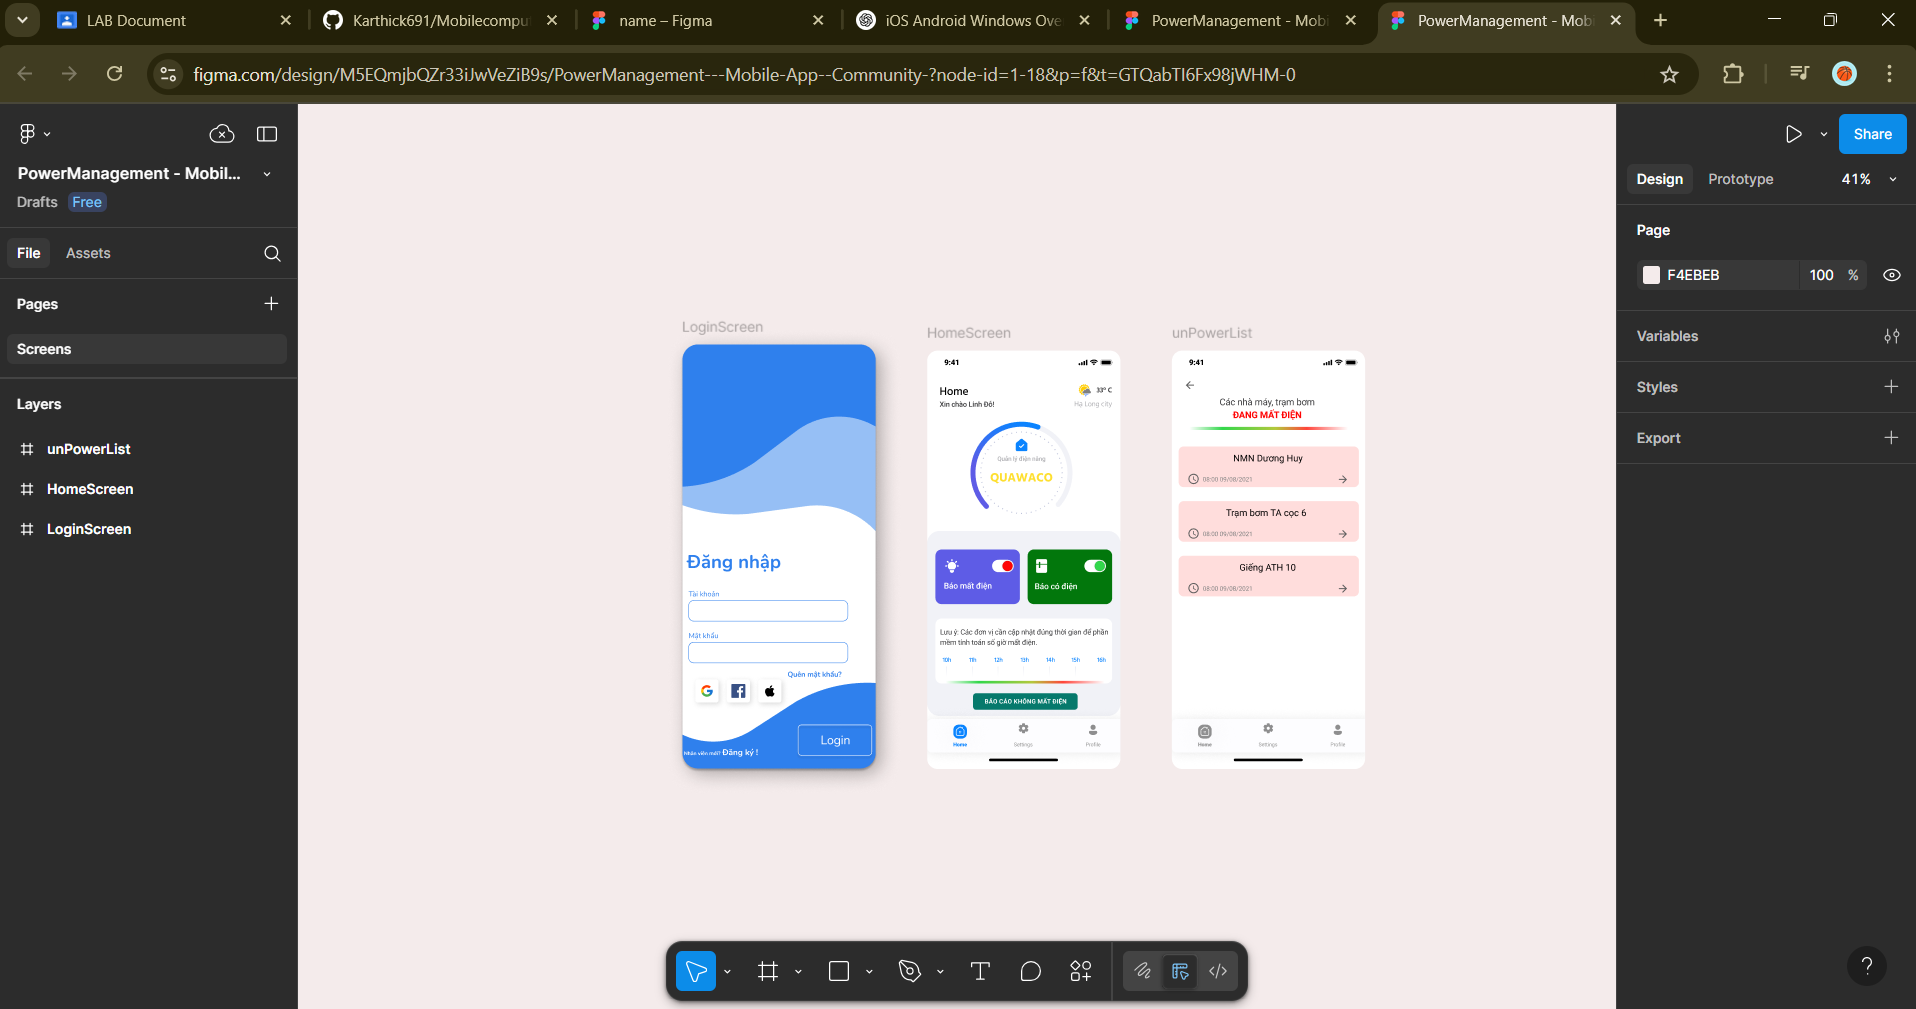 LAB Document
Karthick691/Mobilecompu
name – Figma
iOS Android Windows Ove
PowerManagement - Mobi
PowerManagement - Mob
figma.com/design/M5EQmjbQZr33iJwVeZiB9s/PowerManagement---Mobile-App--Community-?node-id=1-18&p=f&t=GTQabTI6Fx98jWHM-0
PowerManagement - Mobil...
Drafts Free
File Assets
Pages
Screens
Layers
unPowerList
HomeScreen
LoginScreen
LoginScreen
Đăng nhập
Tài khoản
Mật khẩu
Quên mật khẩu?
Nhân viên mới? Đăng ký !
Login
HomeScreen
9:41
Home
Xin chào Linh Đô!
33° C
Hạ Long city
Quản lý điện năng
QUAWACO
Báo mất điện
Báo có điện
Lưu ý: Các đơn vị cần cập nhật đúng thời gian để phần
mềm tính toán số giờ mất điện.
10h 11h 12h 13h 14h 15h 16h
BÁO CÁO KHÔNG MẤT ĐIỆN
Home Settings Profile
unPowerList
9:41
Các nhà máy, trạm bơm
ĐANG MẤT ĐIỆN
NMN Dương Huy
08:00 09/08/2021
Trạm bơm TA cọc 6
08:00 09/08/2021
Giếng ATH 10
08:00 09/08/2021
Home Settings Profile
Share
Design Prototype 41%
Page
F4EBEB 100 %
Variables
Styles
Export
?